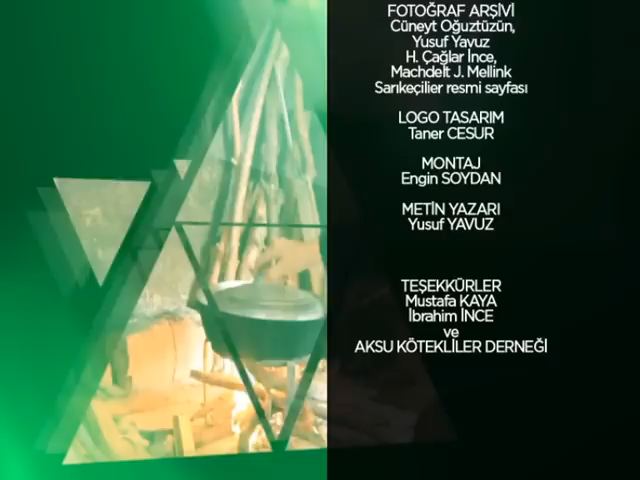 FOTOĞRAF ARŞİVİ
Cüneyt Oğuztüzün,
Yusuf Yavuz
H. Çağlar İnce,
Machdelt J. Mellink
Sarıkeçilier resmi sayfası
LOGO TASARIM
Taner CESUR
MONTAJ
Engin SOYDAN
METİN YAZARI
Yusuf YAVUZ
TEŞEKKÜRLER
Mustafa KAYA
İbrahim İNCE
ve
AKSU KÖTEKLİLER DERNEĞİ